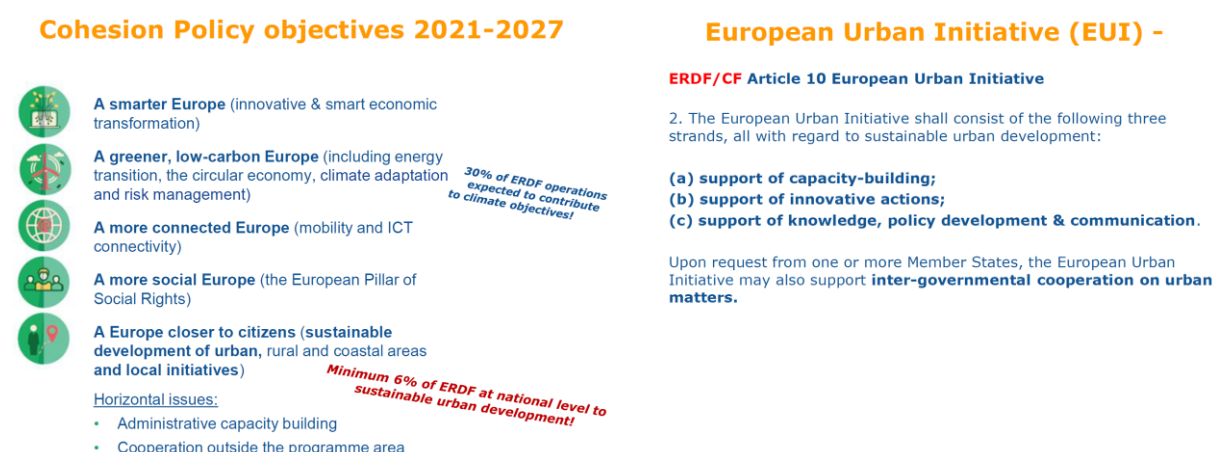 Cohesion Policy objectives 2021-2027
A smarter Europe (innovative & smart economic
transformation)
A greener, low-carbon Europe (including energy
transition, the circular economy, climate adaptation
and risk management)
30% of ERDF operations
expected to contribute
to climate objectives!
A more connected Europe (mobility and ICT
connectivity)
A more social Europe (the European Pillar of
Social Rights)
A Europe closer to citizens (sustainable
development of urban, rural and coastal areas
and local initiatives)
Minimum 6% of ERDF at national level to
sustainable urban development!
Horizontal issues:
• Administrative capacity building
• Cooperation outside the programme area
European Urban Initiative (EUI) -
ERDF/CF Article 10 European Urban Initiative
2. The European Urban Initiative shall consist of the following three
strands, all with regard to sustainable urban development:
(a) support of capacity-building;
(b) support of innovative actions;
(c) support of knowledge, policy development & communication.
Upon request from one or more Member States, the European Urban
Initiative may also support inter-governmental cooperation on urban
matters.